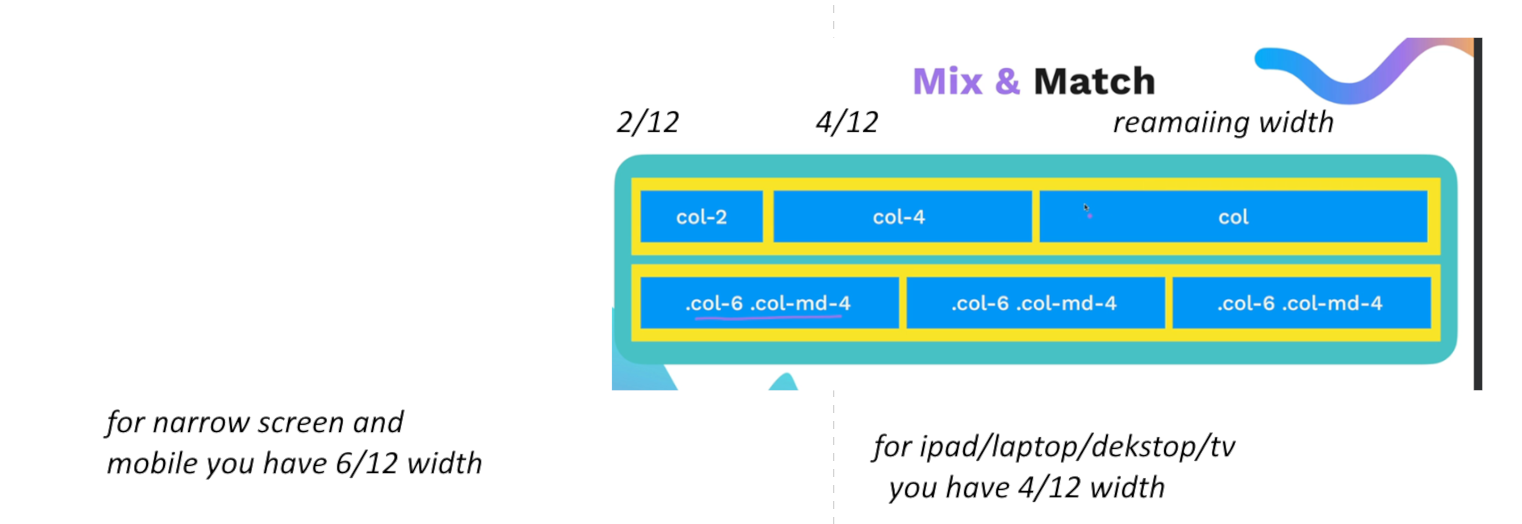 Mix & Match
2/12 4/12 reamaiing width
col-2 col-4 col
.col-6 .col-md-4 .col-6 .col-md-4 .col-6 .col-md-4
for narrow screen and
mobile you have 6/12 width
for ipad/laptop/dekstop/tv
you have 4/12 width